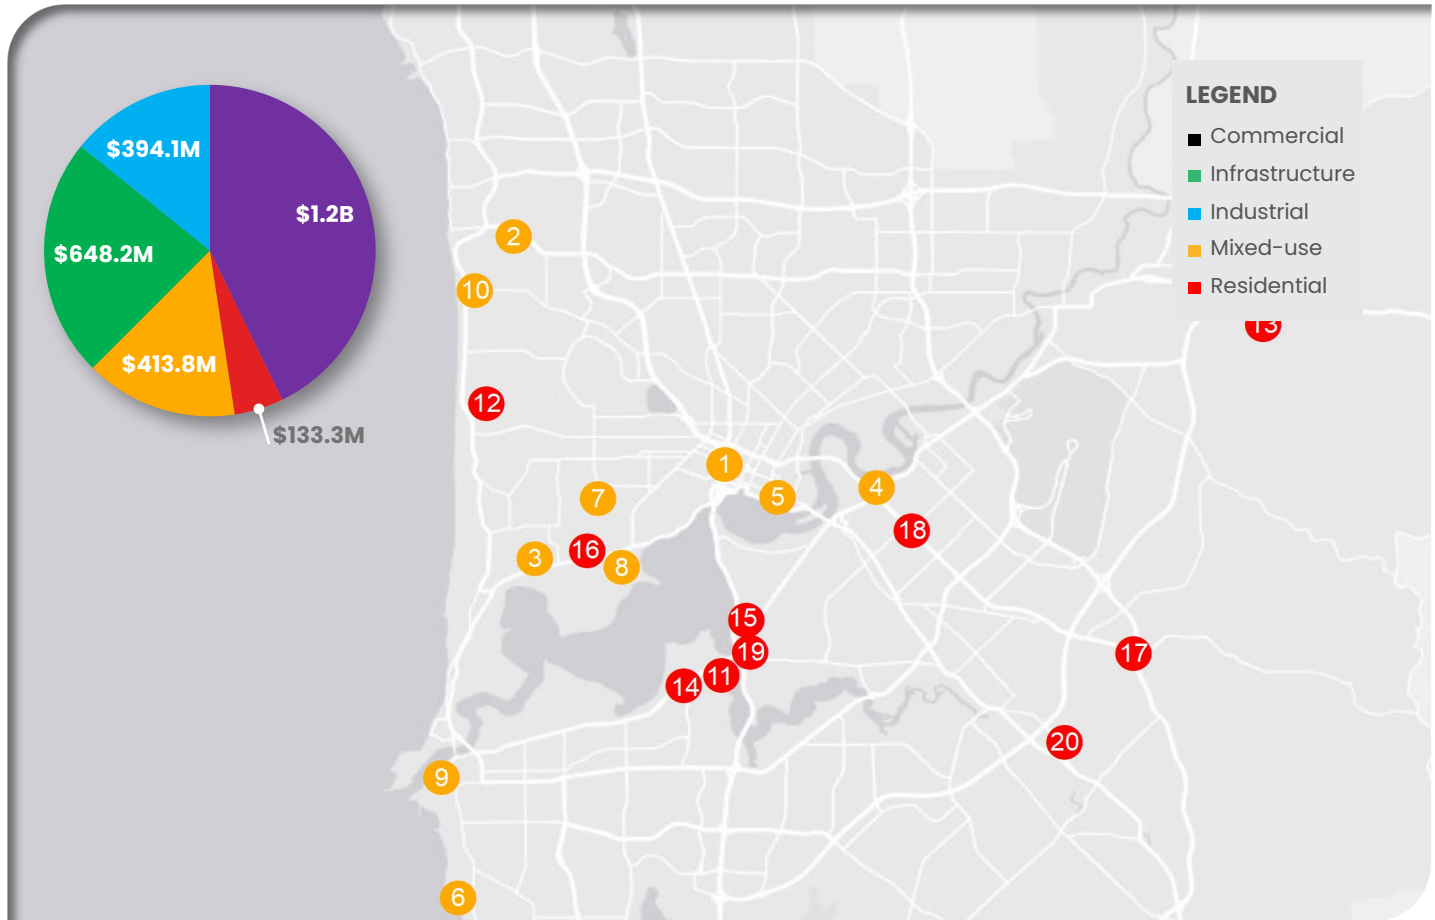 LEGEND
Commercial
Infrastructure
Industrial
Mixed-use
Residential
$394.1M
$1.2B
$648.2M
$413.8M
$133.3M
2
10
13
12
1
7
5
4
18
3
16
8
15
19
17
14
11
20
9
6